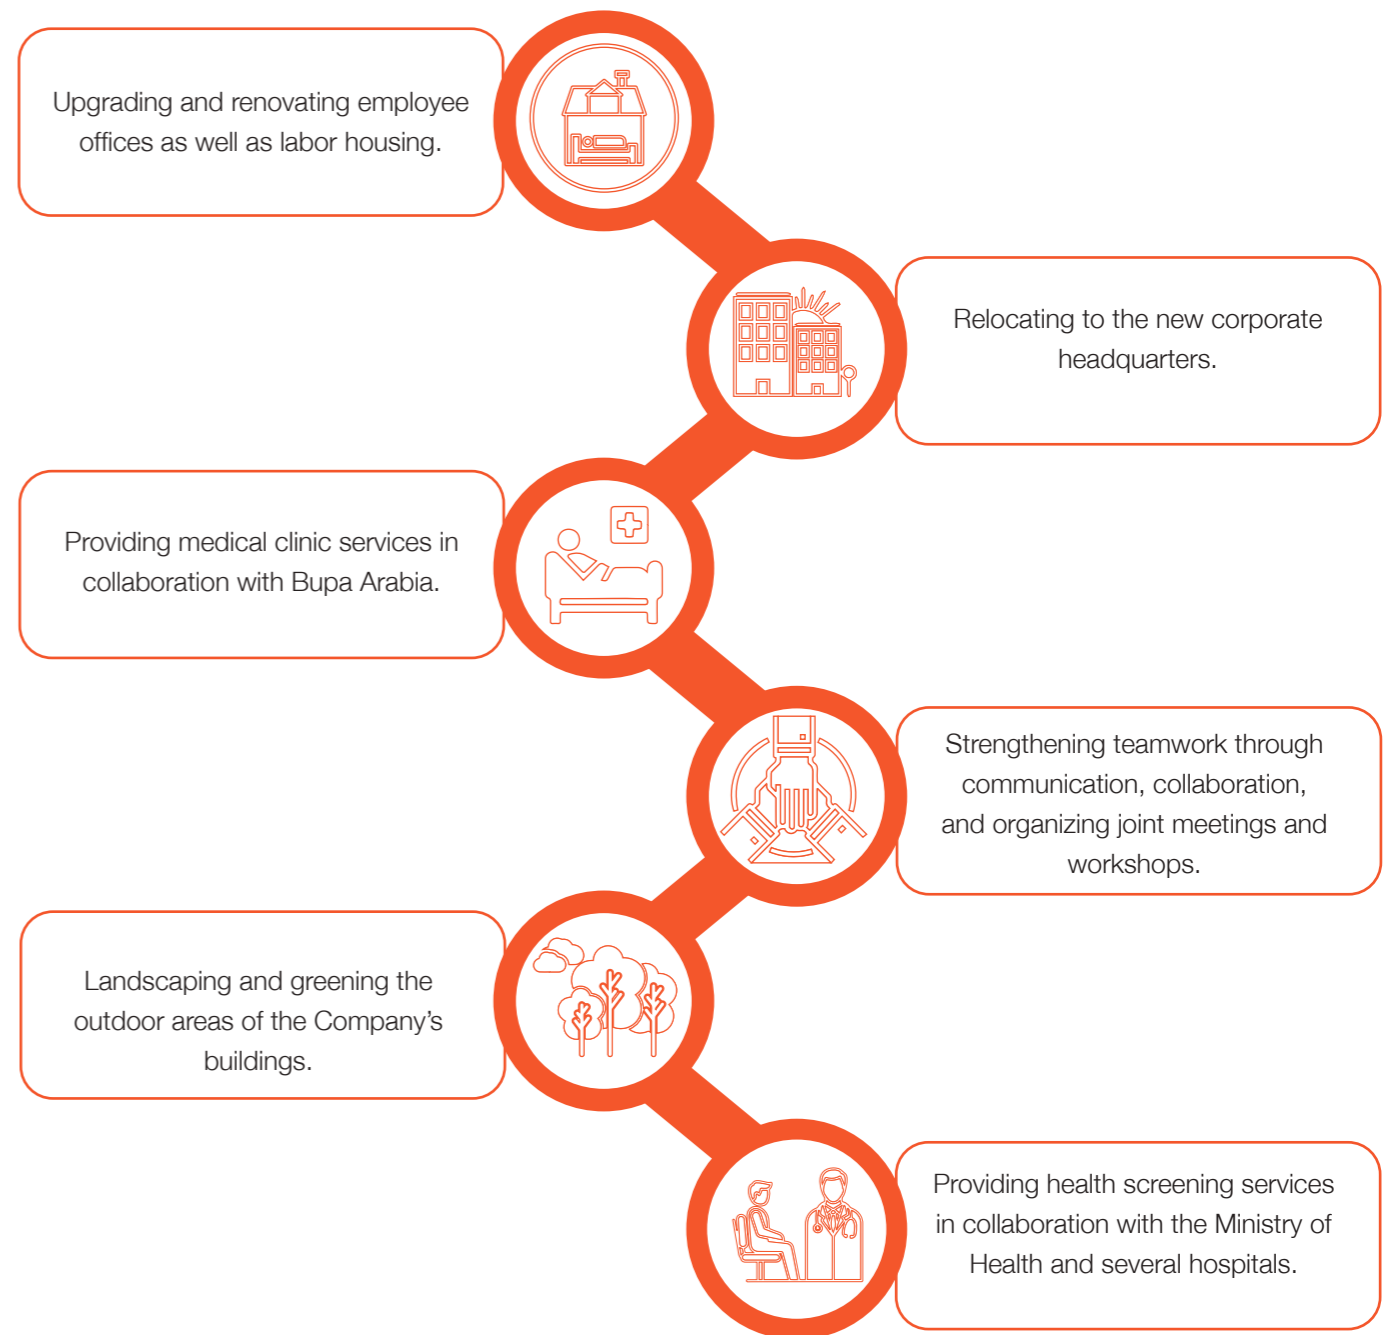 Upgrading and renovating employee
offices as well as labor housing.
Relocating to the new corporate
headquarters.
Providing medical clinic services in
collaboration with Bupa Arabia.
Strengthening teamwork through
communication, collaboration,
and organizing joint meetings and
workshops.
Landscaping and greening the
outdoor areas of the Company’s
buildings.
Providing health screening services
in collaboration with the Ministry of
Health and several hospitals.